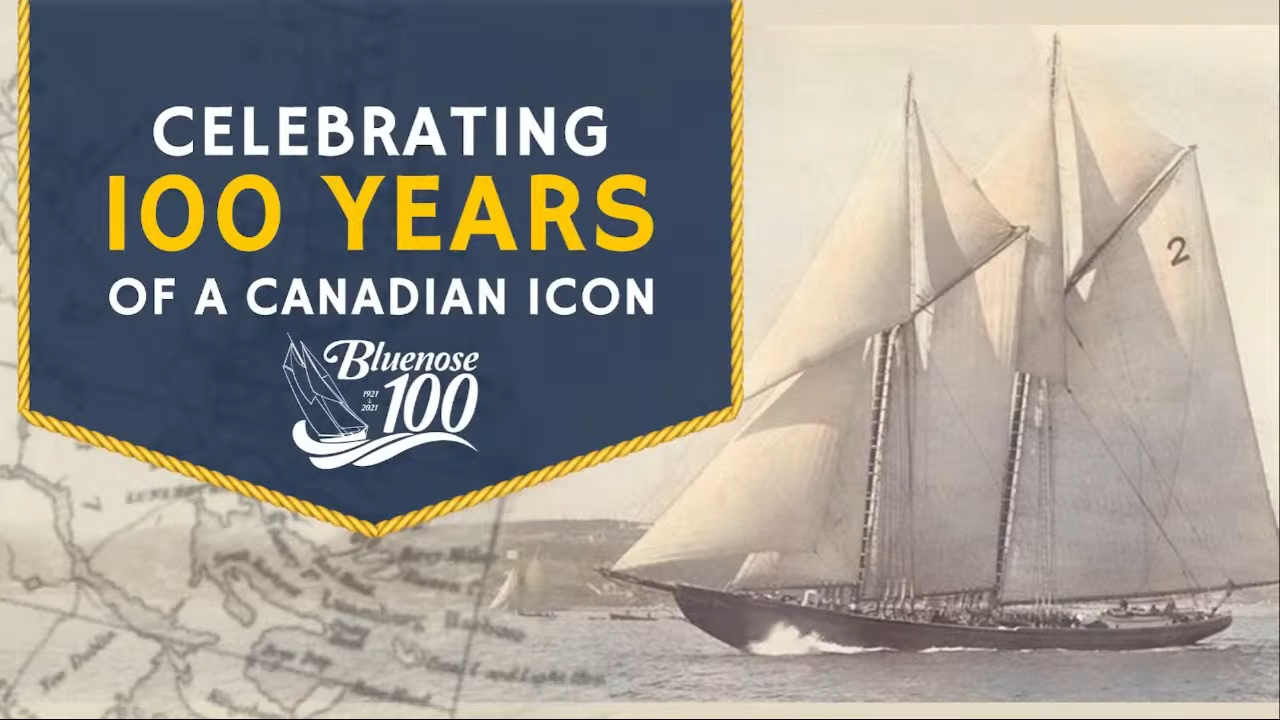 CELEBRATING
100 YEARS
OF A CANADIAN ICON
Bluenose
1921
2021
100
2